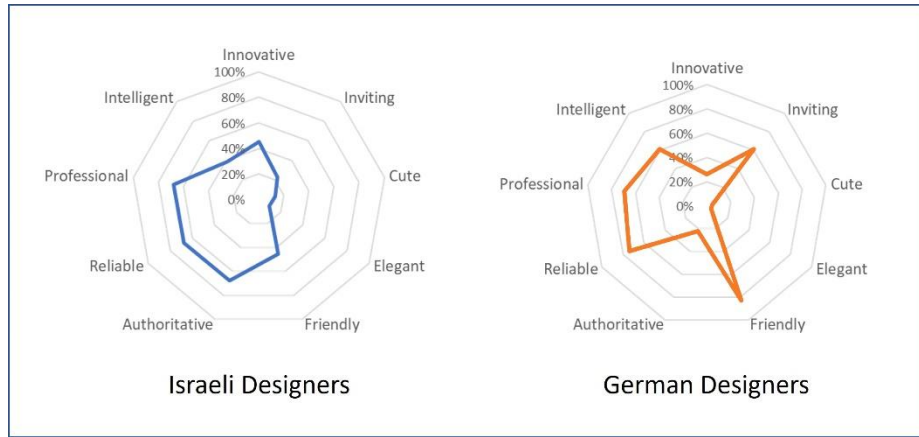 Innovative
100%
80%
60%
40%
20%
0%
Inviting
Cute
Elegant
Friendly
Authoritative
Reliable
Professional
Intelligent
Israeli Designers
Innovative
100%
80%
60%
40%
20%
0%
Inviting
Cute
Elegant
Friendly
Authoritative
Reliable
Professional
Intelligent
German Designers